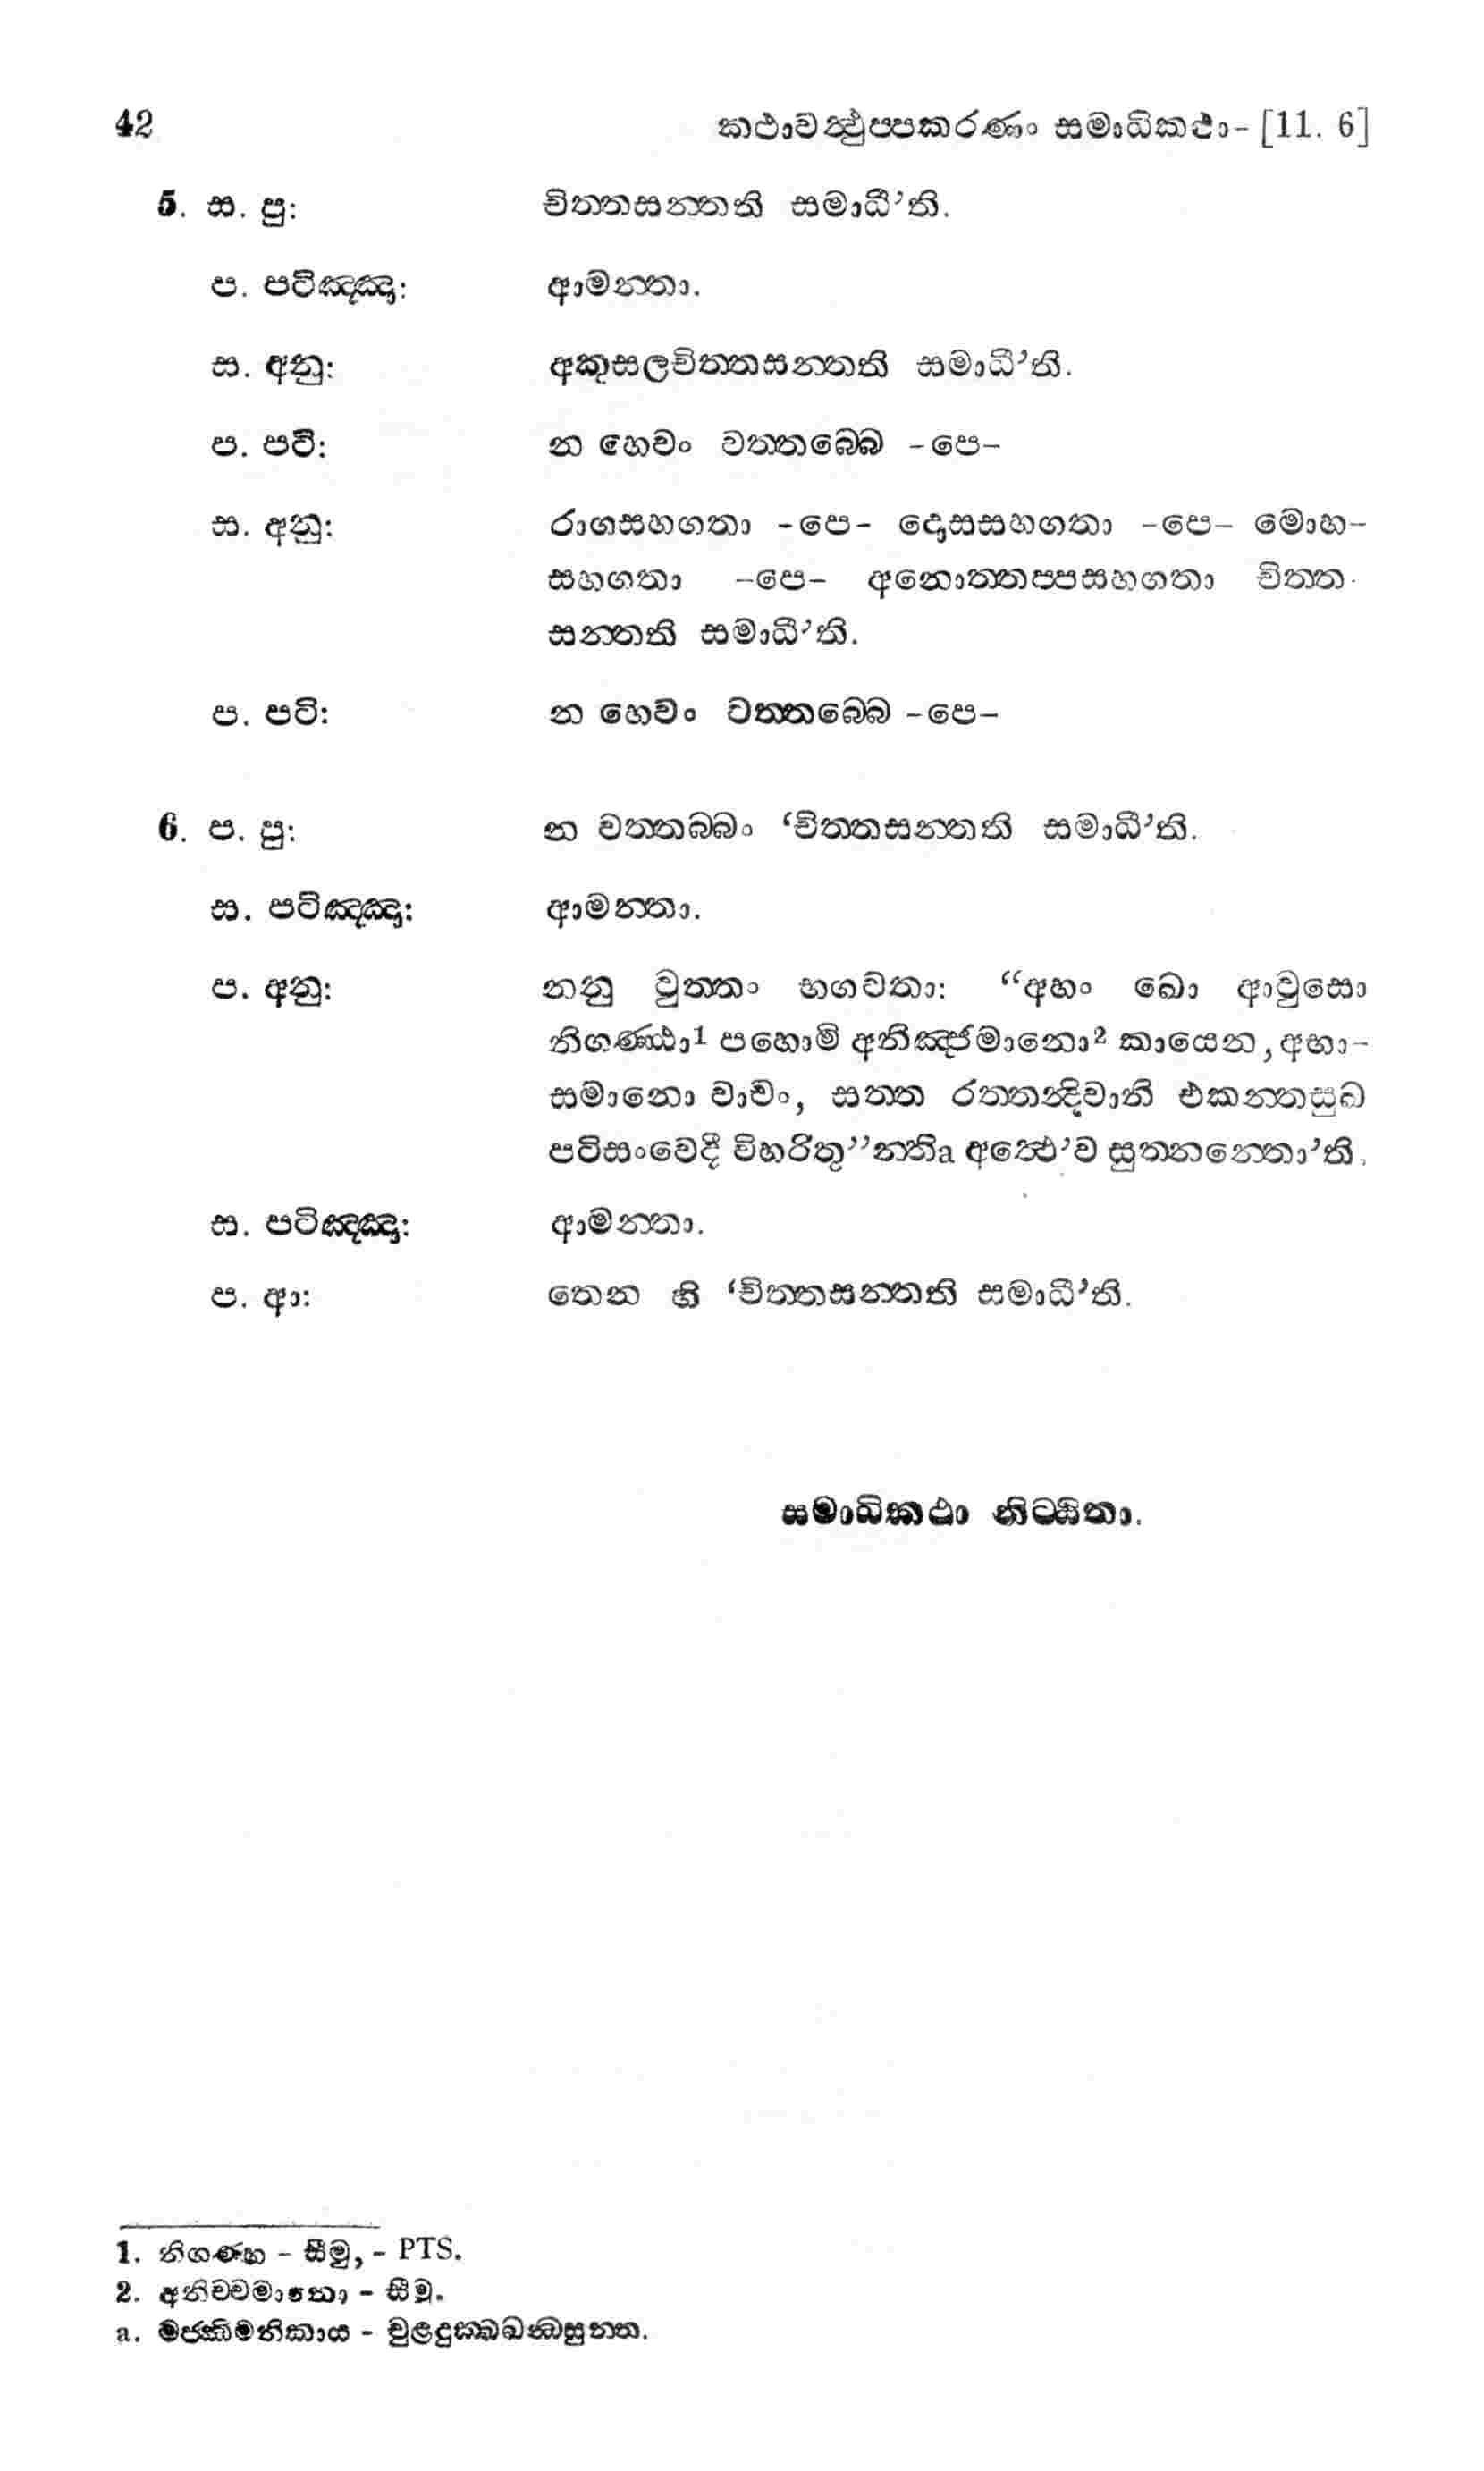 42 කථාවත්‍ථුප්‍පකරණං සමාධිකථා- [11. 6]
5. ස. පු: චිත්‍තසන්‍තති සමාධී’ති.
ප. පටිඤ්ඤා: ආමන්‍තා.
ස. අනු: අකුසලචිත්‍තසන්‍තති සමාධී’ති.
ප. පටි: න හෙවං වත්‍තබ්බෙ -පෙ-
ස. අනු: රාගසහගතා -පෙ- දොසසහගතා -පෙ- මොහ-
සහගතා -පෙ- අනොත්‍තප්‍පසහගතා චිත්‍ත-
සන්‍තති සමාධී’ති.
ප. පටි: න හෙවං වත්‍තබ්බෙ -පෙ-
6. ප. පු: න වත්‍තබ්බං ‘චිත්‍තසන්‍තති සමාධී’ති.
ස. පටිඤ්ඤා: ආමන්‍තා.
ප. අනු: නනු වුත්‍තං භගවතා: “අහං ඛො ආවුසො
නිගණ්ඨා1 පහොමි අනිඤ්ජමානො2 කායෙන, අභා-
සමානො වාචං, සත්‍ත රත්‍තන්‍දිවානි එකන්‍තසුඛ
පටිසංවෙදී විහරිතු”න්‍තිa අත්‍ථෙ’ව සුත්‍තන්‍තො’ති.
ස. පටිඤ්ඤා: ආමන්‍තා.
ප. ආ: තෙන හි ‘චිත්‍තසන්‍තති සමාධී’ති.
සමාධිකථා නිට්ඨිතා.
1. නිගණ්ඨ - සීමු, - PTS.
2. අනිච්චමානො - සීමු.
a. මජ්ඣිමනිකාය - චුළදුක්ඛක්ඛන්‍ධසුත්‍ත.